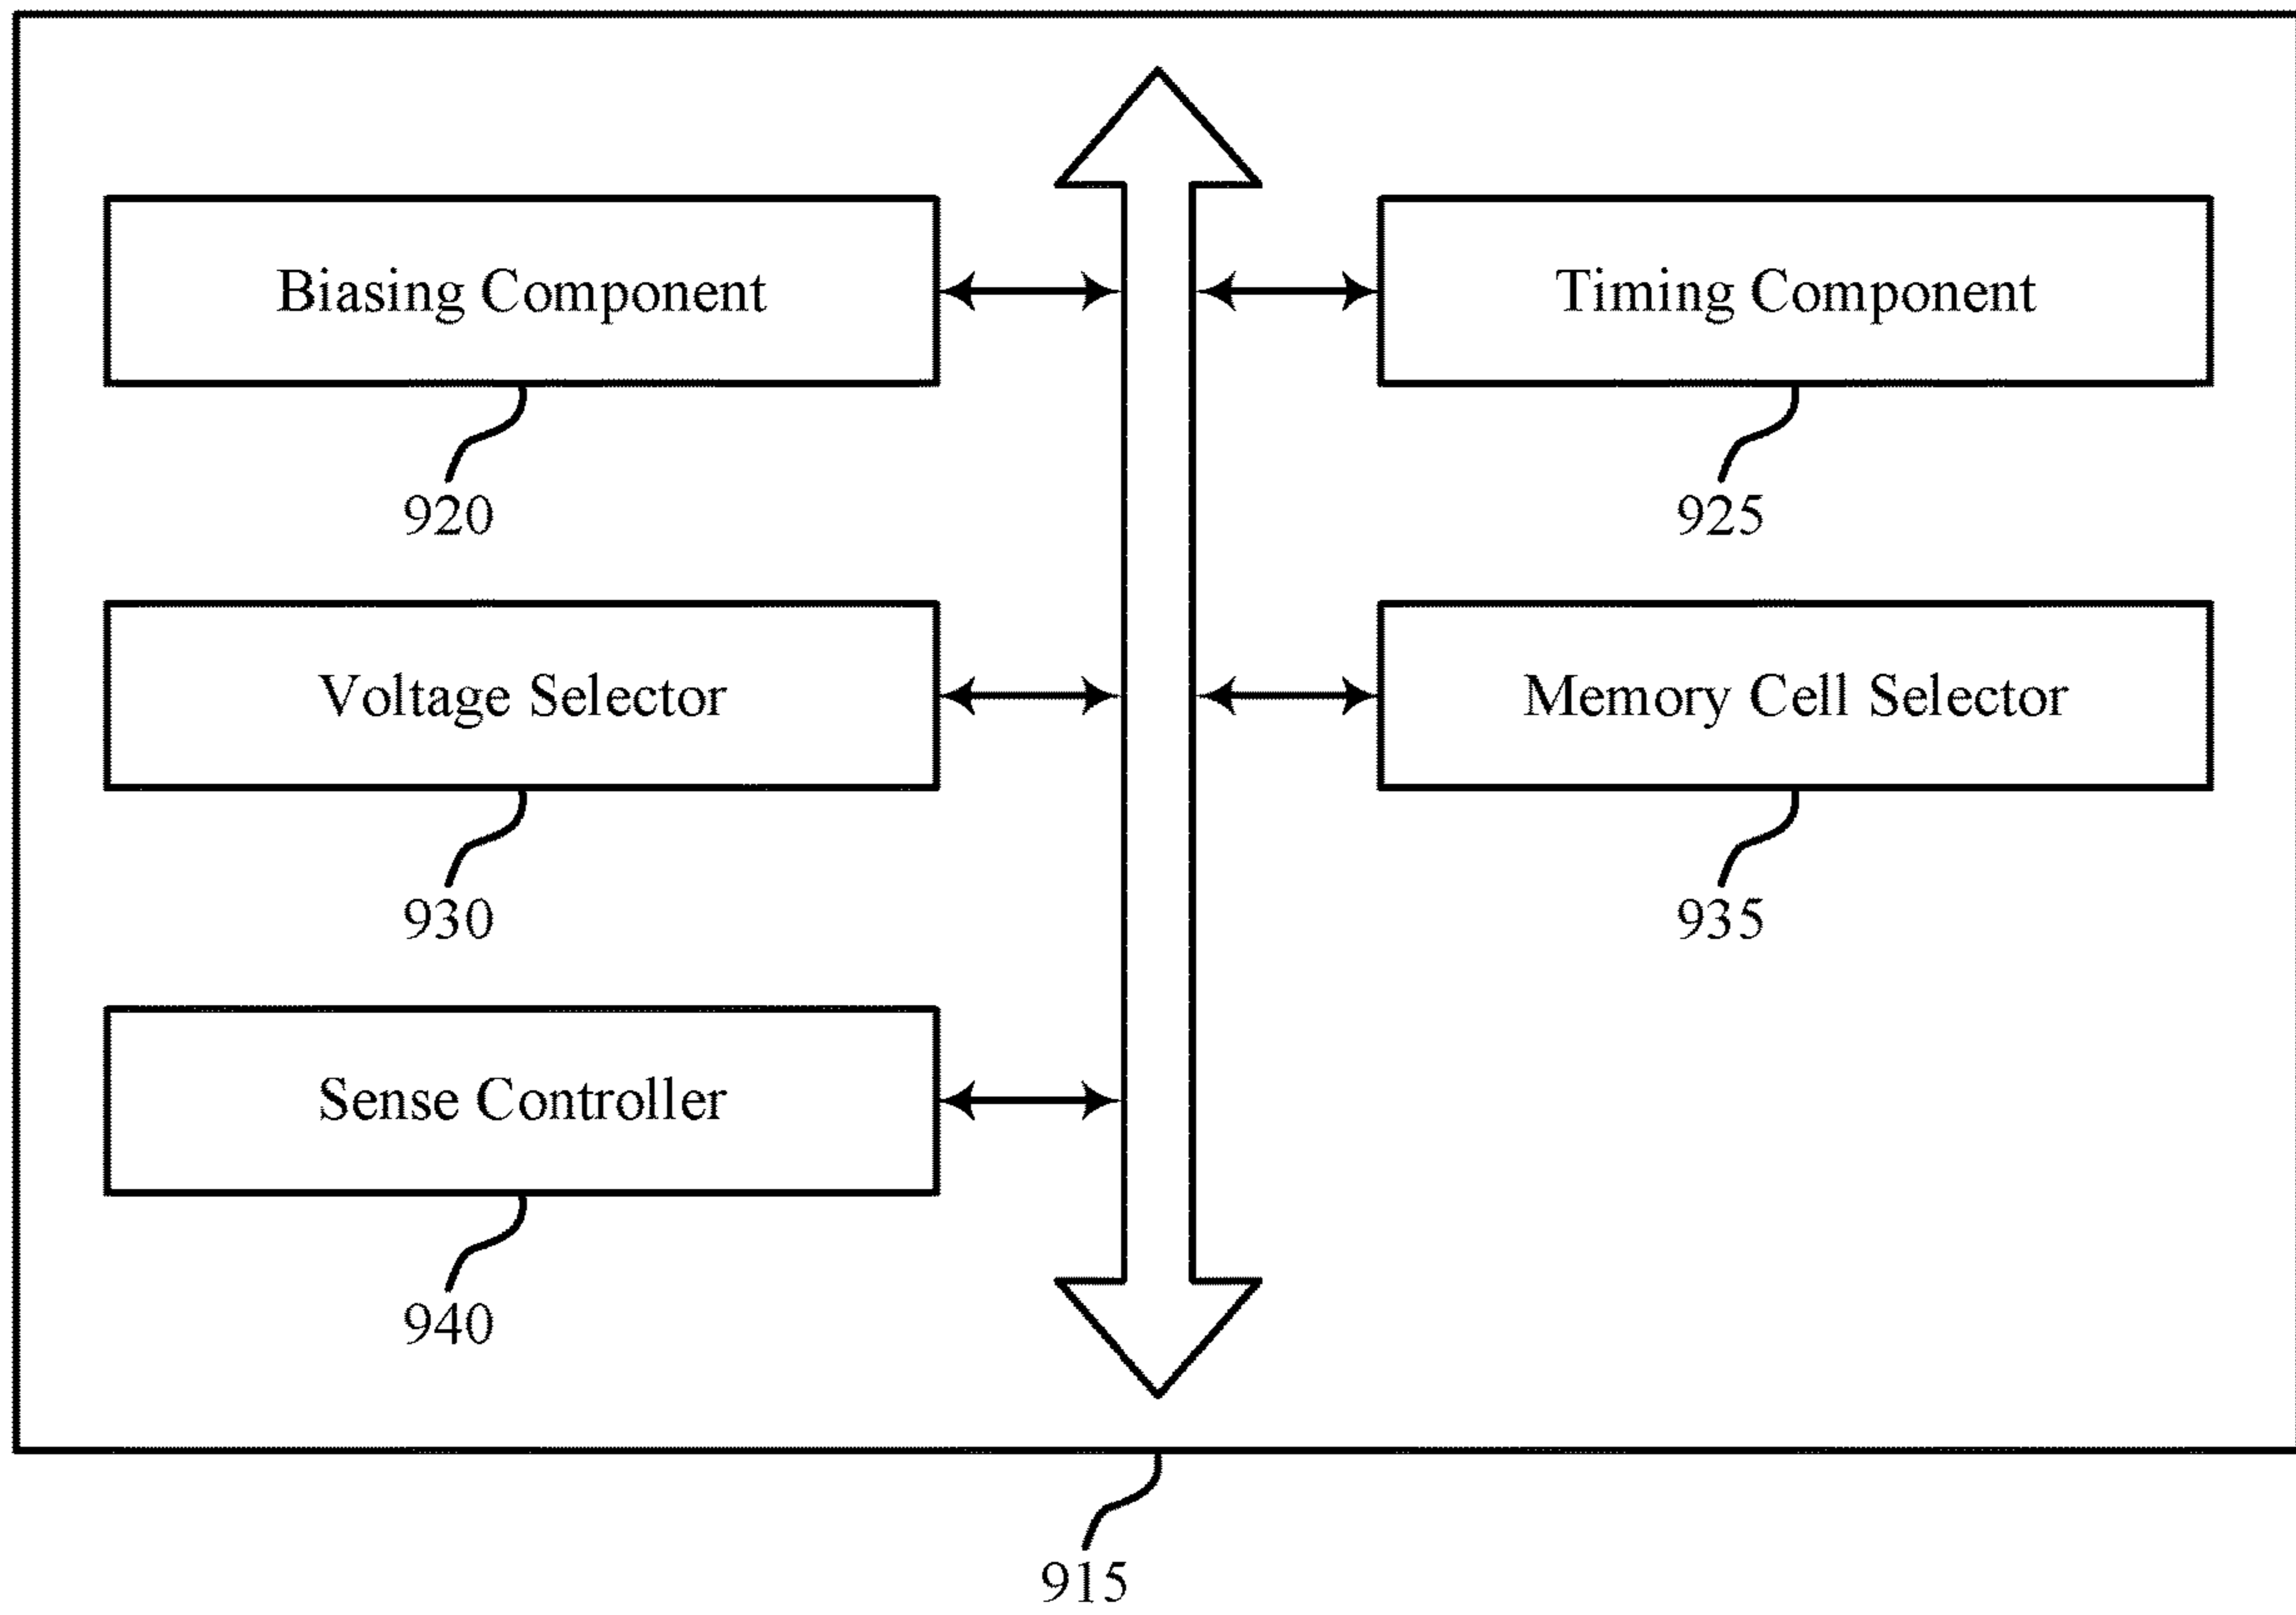 Biasing Component
Timing Component
920
925
Voltage Selector
Memory Cell Selector
930
935
Sense Controller
940
915